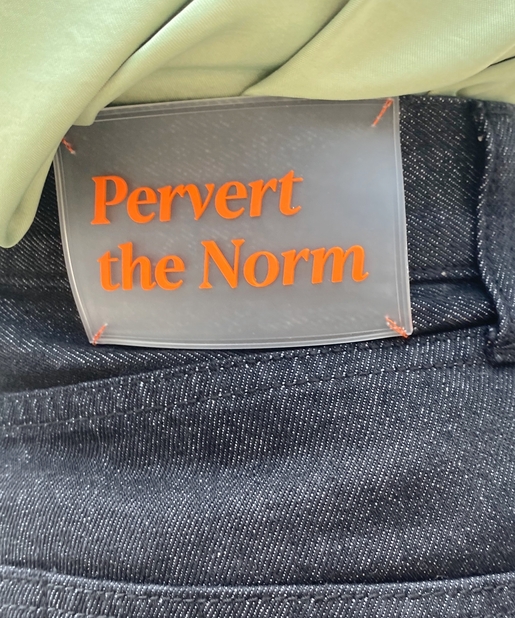 Pervert
the Norm